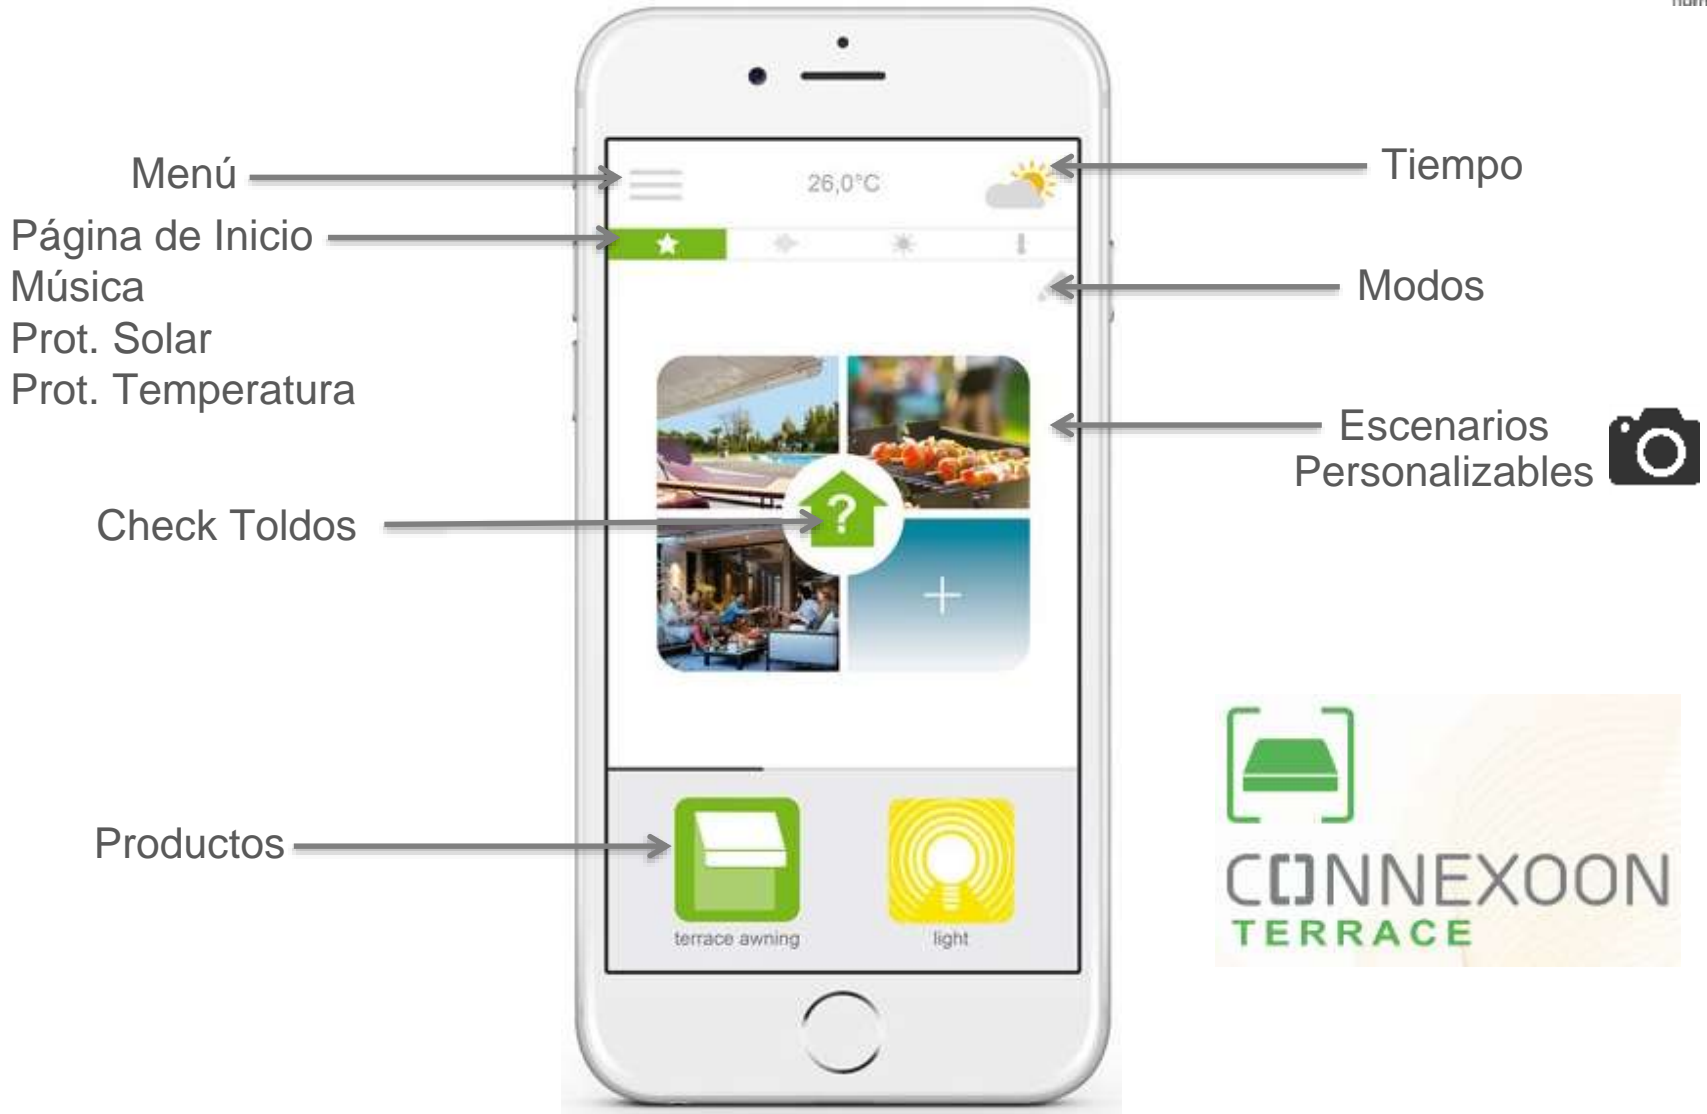 Menú
Tiempo
26,0°C
Página de Inicio
Música
Prot. Solar
Prot. Temperatura
Modos
Escenarios
Personalizables
Check Toldos
?
+
Productos
terrace awning
light
CONNEXOON
TERRACE